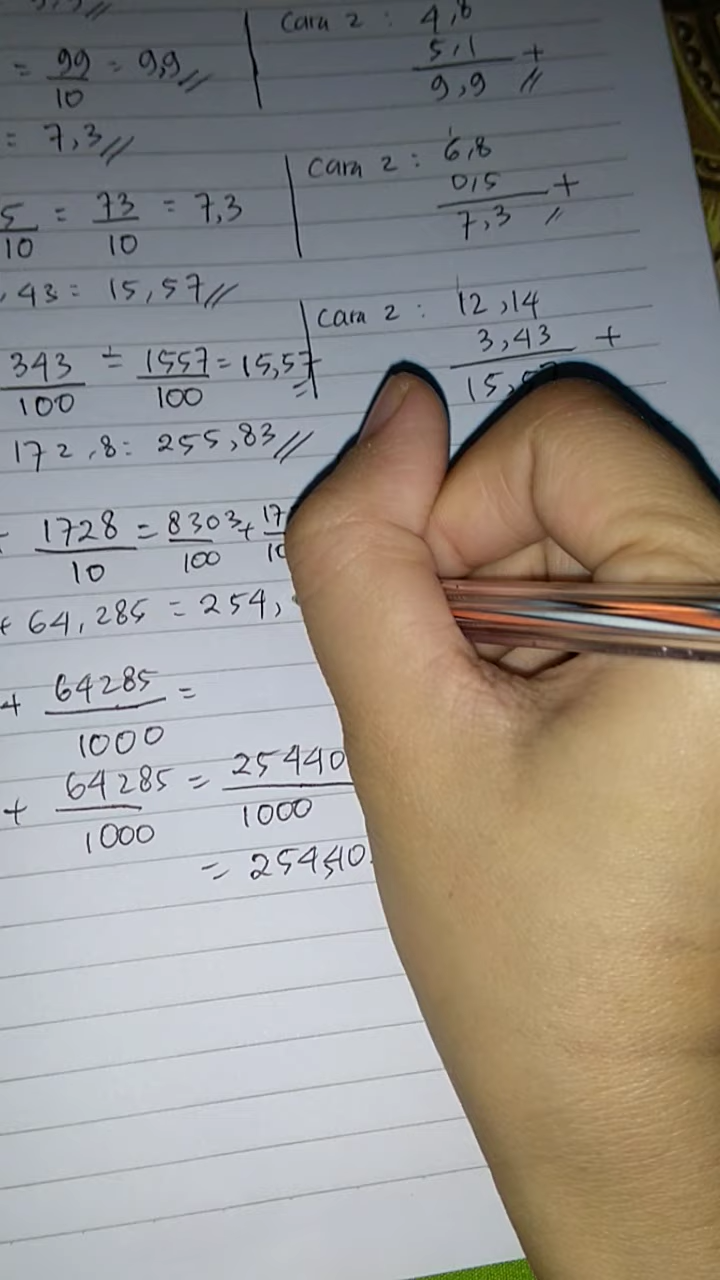 = 99/10 = 9,9 //
Cara 2 : 4,8
5,1 +
9,9 //
= 7,3 //
Cara 2 : 6,8
0,5 +
7,3 //
5/10 = 73/10 = 7,3
,43 = 15,57 //
Cara 2 : 12,14
3,43 +
343/100 = 1557/100 = 15,57
172,8 = 255,83 //
1728/10 = 8303/100 +
+ 64,285 = 254,
+ 64285/1000 =
+ 64285/1000 = 25440/1000
= 254,40